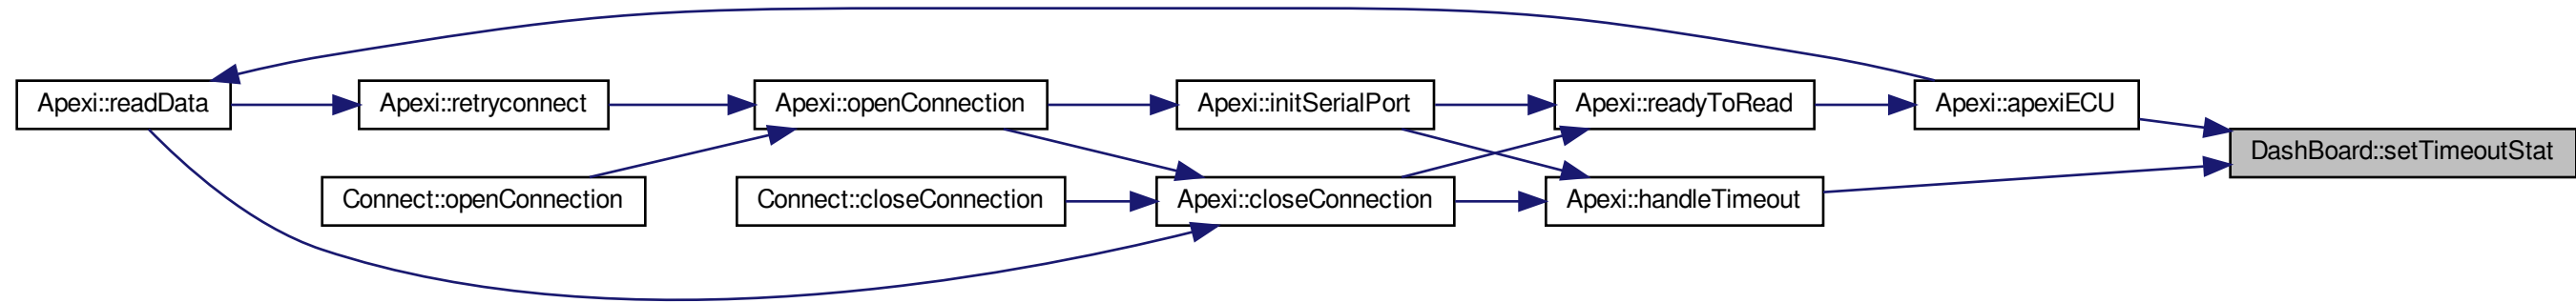 Apexi::readData
Apexi::retryconnect
Apexi::openConnection
Apexi::initSerialPort
Apexi::readyToRead
Apexi::apexiECU
DashBoard::setTimeoutStat
Connect::openConnection
Connect::closeConnection
Apexi::closeConnection
Apexi::handleTimeout